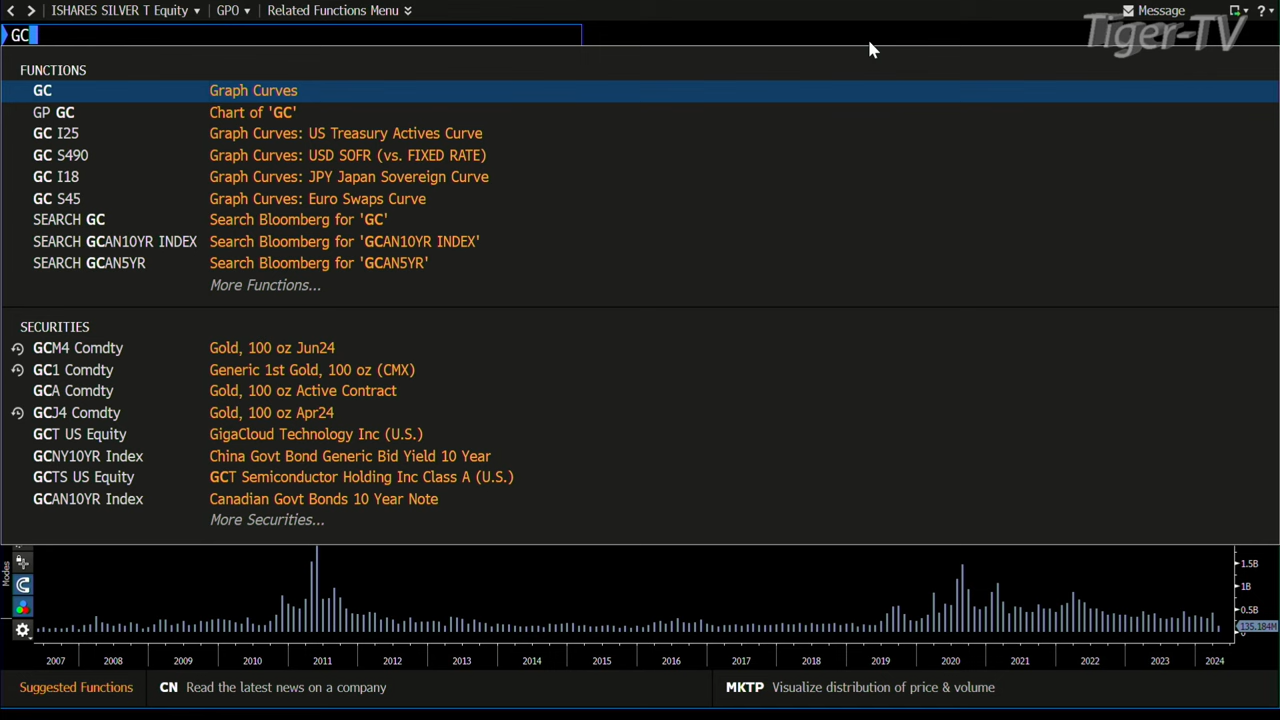 ISHARES SILVER T Equity GPO Related Functions Menu Message ?
Tiger-TV
GC
FUNCTIONS
GC Graph Curves
GP GC Chart of 'GC'
GC I25 Graph Curves: US Treasury Actives Curve
GC S490 Graph Curves: USD SOFR (vs. FIXED RATE)
GC I18 Graph Curves: JPY Japan Sovereign Curve
GC S45 Graph Curves: Euro Swaps Curve
SEARCH GC Search Bloomberg for 'GC'
SEARCH GCAN10YR INDEX Search Bloomberg for 'GCAN10YR INDEX'
SEARCH GCAN5YR Search Bloomberg for 'GCAN5YR'
More Functions...
SECURITIES
GCM4 Comdty Gold, 100 oz Jun24
GC1 Comdty Generic 1st Gold, 100 oz (CMX)
GCA Comdty Gold, 100 oz Active Contract
GCJ4 Comdty Gold, 100 oz Apr24
GCT US Equity GigaCloud Technology Inc (U.S.)
GCNY10YR Index China Govt Bond Generic Bid Yield 10 Year
GCTS US Equity GCT Semiconductor Holding Inc Class A (U.S.)
GCAN10YR Index Canadian Govt Bonds 10 Year Note
More Securities...
Modes
1.5B
1B
0.5B
135.184M
0
2007 2008 2009 2010 2011 2012 2013 2014 2015 2016 2017 2018 2019 2020 2021 2022 2023 2024
Suggested Functions CN Read the latest news on a company MKTP Visualize distribution of price & volume